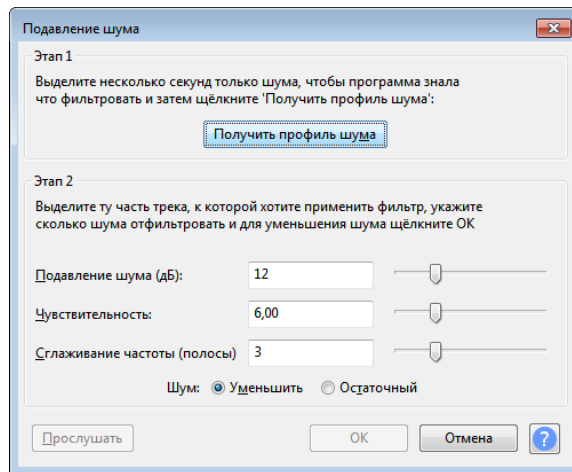 Подавление шума
Этап 1
Выделите несколько секунд только шума, чтобы программа знала
что фильтровать и затем щёлкните 'Получить профиль шума':
Получить профиль шума
Этап 2
Выделите ту часть трека, к которой хотите применить фильтр, укажите
сколько шума отфильтровать и для уменьшения шума щёлкните OK
Подавление шума (дБ): 12
Чувствительность: 6,00
Сглаживание частоты (полосы) 3
Шум: Уменьшить Остаточный
Прослушать OK Отмена ?